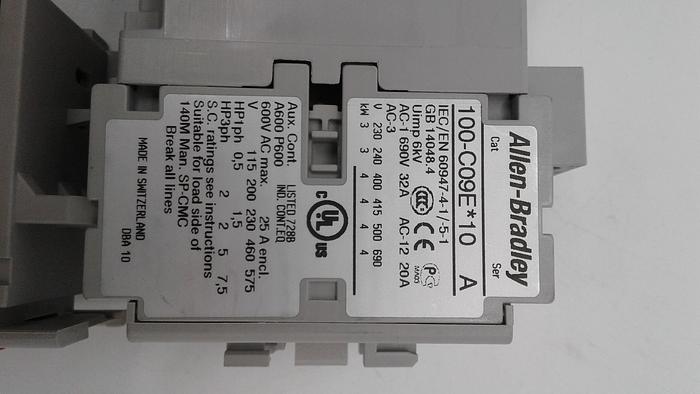 Allen-Bradley
Cat Ser
100-C09E*10 A
IEC/EN 60947-4-1/-5-1
GB 14048.4
Uimp 6kV CCC CE
AC-1 690V 32A AC-12 20A
AC-3
V 230 240 400 415 500 690
kW 3 3 4 4 4 4
c UL us
Aux. Cont. LISTED 728B
A600 P600 IND. CONT. EQ
600V AC max. 25 A encl.
V 115 200 230 460 575
HP1ph 0,5 1,5
HP3ph 2 2 5 7,5
S.C. ratings see instructions
Suitable for load side of
140M Man. SP-CMC
Break all lines
MADE IN SWITZERLAND DBA 10